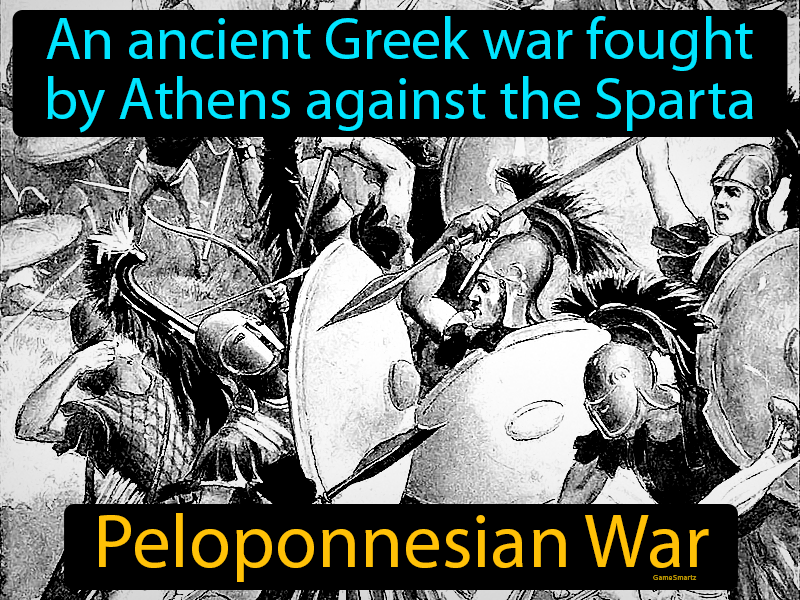 An ancient Greek war fought
by Athens against the Sparta
Peloponnesian War
GameSmartz